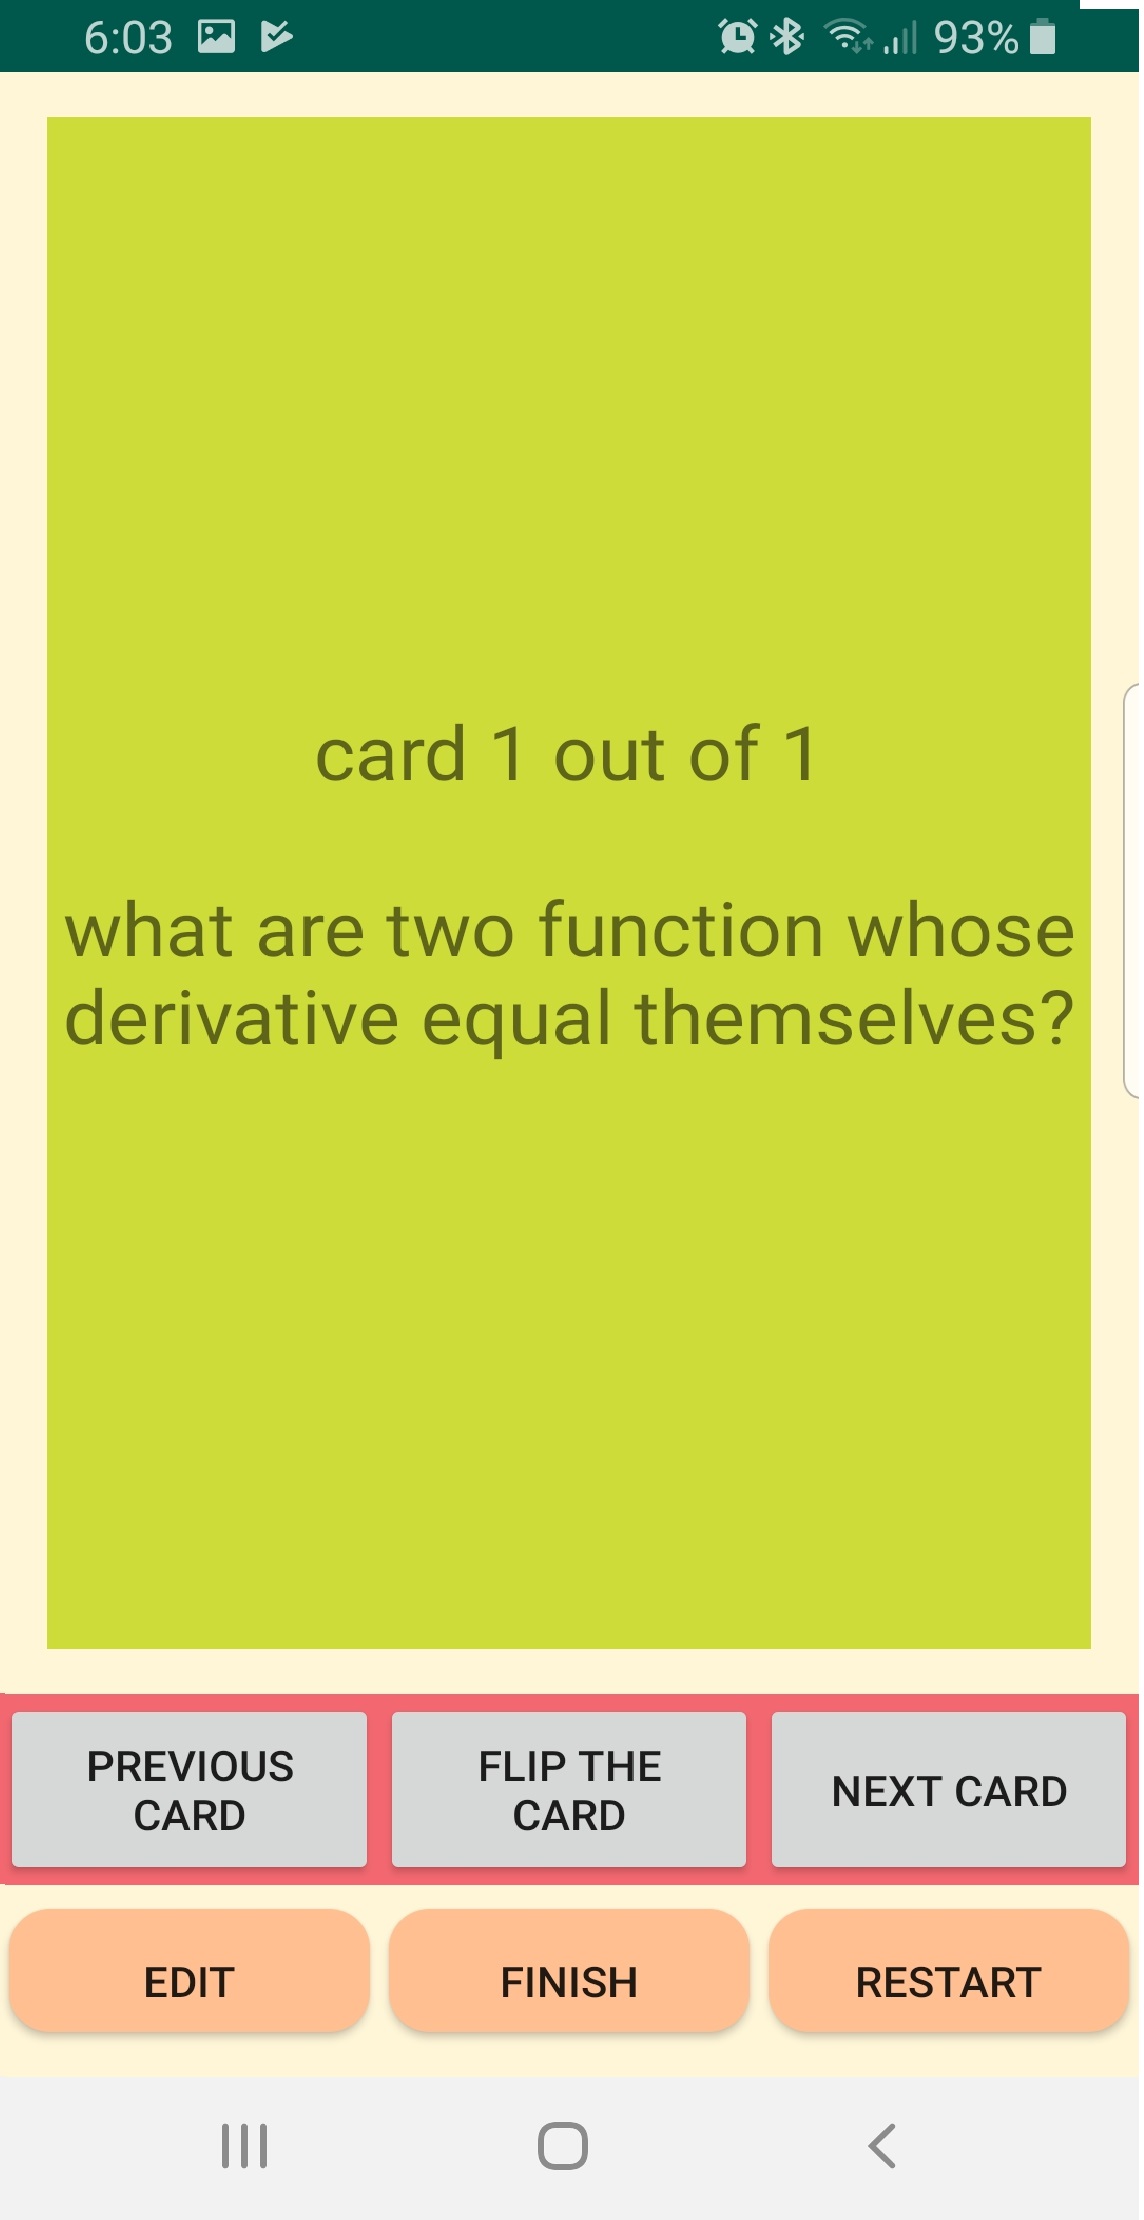 6:03 93%
card 1 out of 1
what are two function whose
derivative equal themselves?
PREVIOUS
CARD
FLIP THE
CARD
NEXT CARD
EDIT
FINISH
RESTART